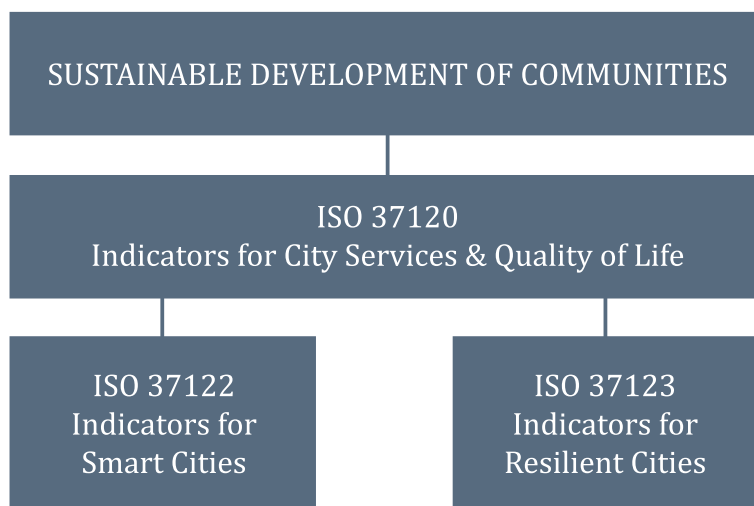 SUSTAINABLE DEVELOPMENT OF COMMUNITIES
ISO 37120
Indicators for City Services & Quality of Life
ISO 37122
Indicators for
Smart Cities
ISO 37123
Indicators for
Resilient Cities